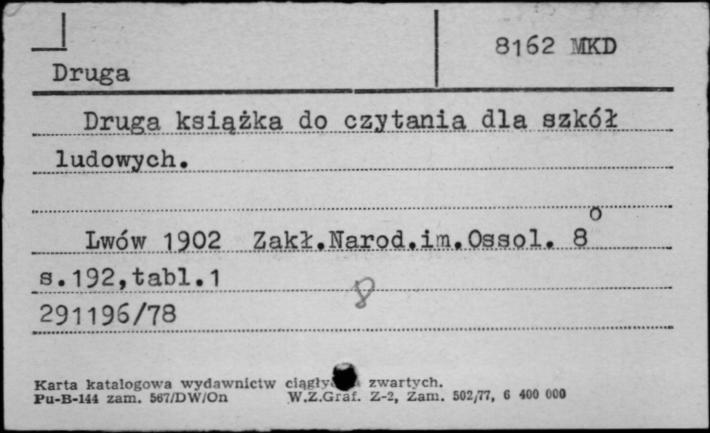 8162 MKD
Druga
Druga książka do czytania dla szkół
ludowych.
Lwów 1902 Zakł.Narod.im.Ossol. 8°
s.192,tabl.1
8
291196/78
Karta katalogowa wydawnictw zwartych.
Pu-B-144 zam. 567/DW/On W.Z.Graf. Z-2, Zam. 502/77, 6 400 000